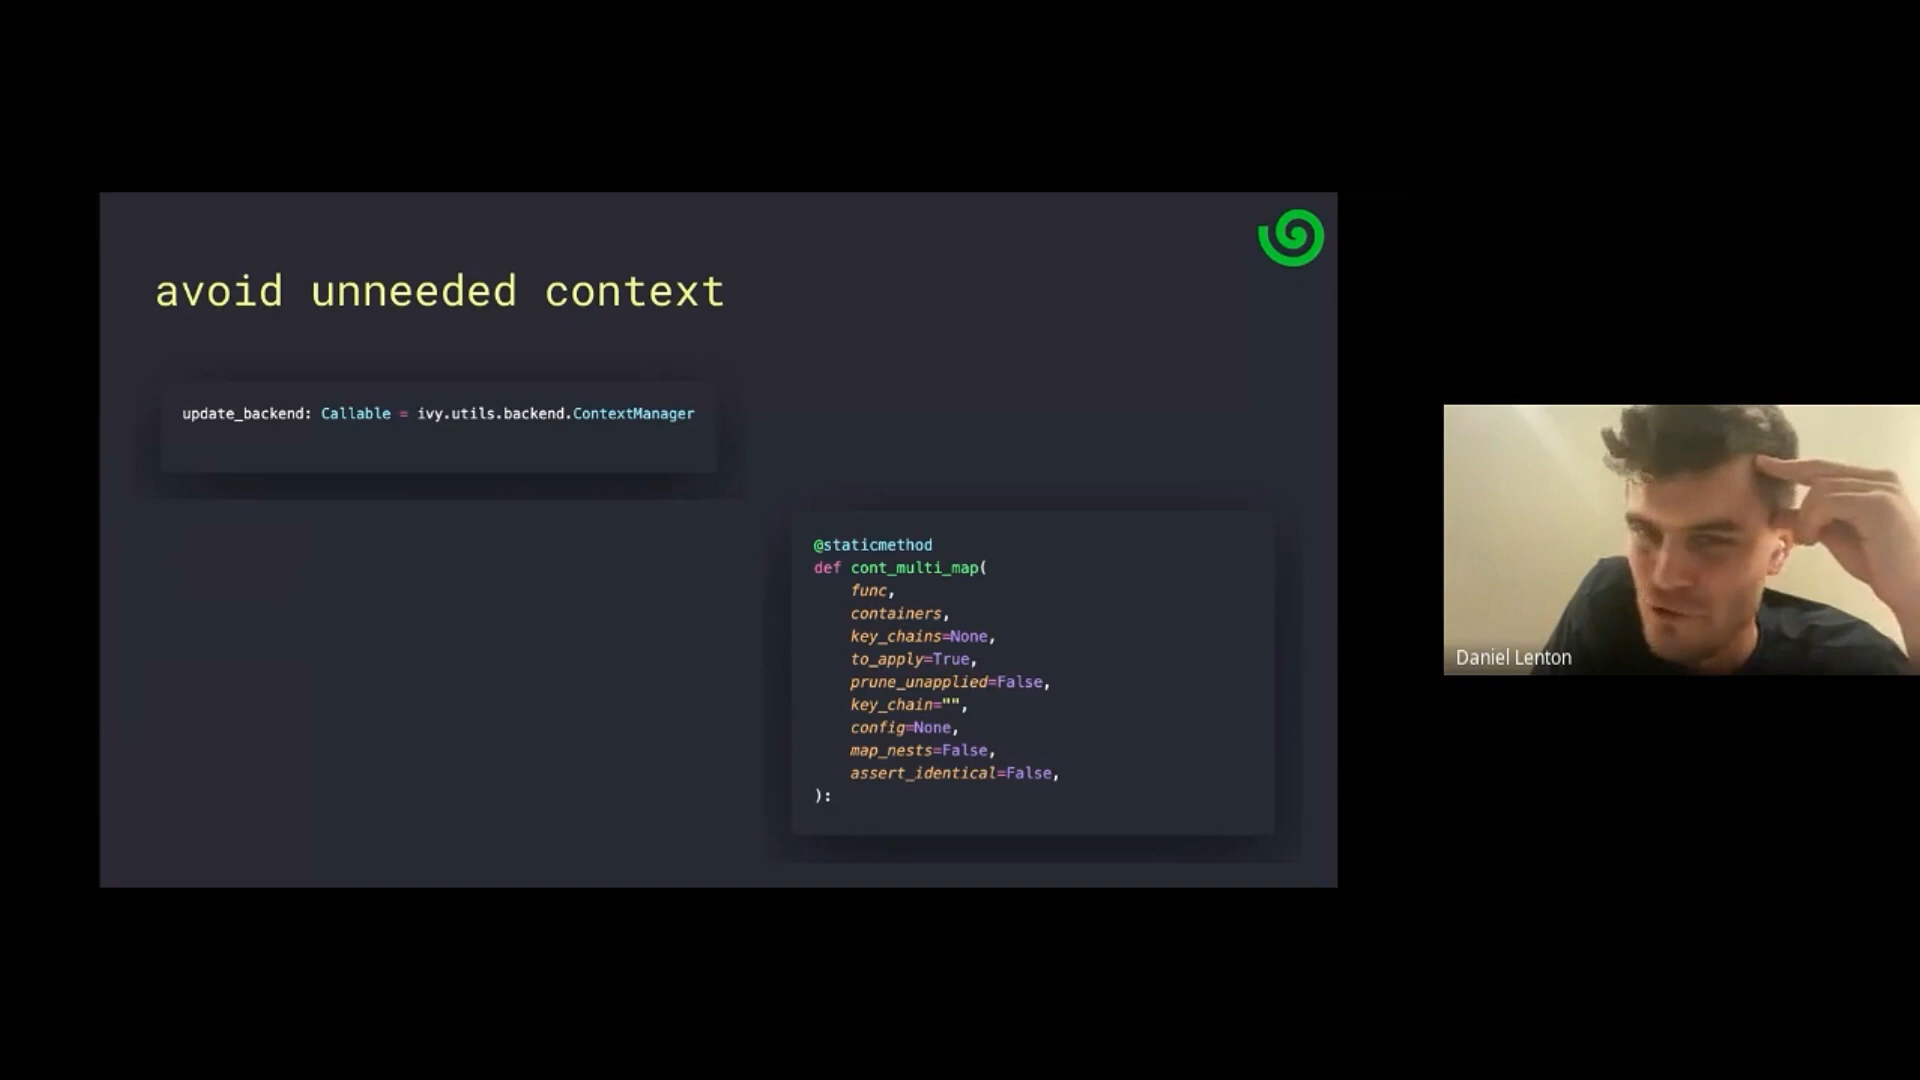 avoid unneeded context
update_backend: Callable = ivy.utils.backend.ContextManager
@staticmethod
def cont_multi_map(
func,
containers,
key_chains=None,
to_apply=True,
prune_unapplied=False,
key_chain="",
config=None,
map_nests=False,
assert_identical=False,
):
Daniel Lenton